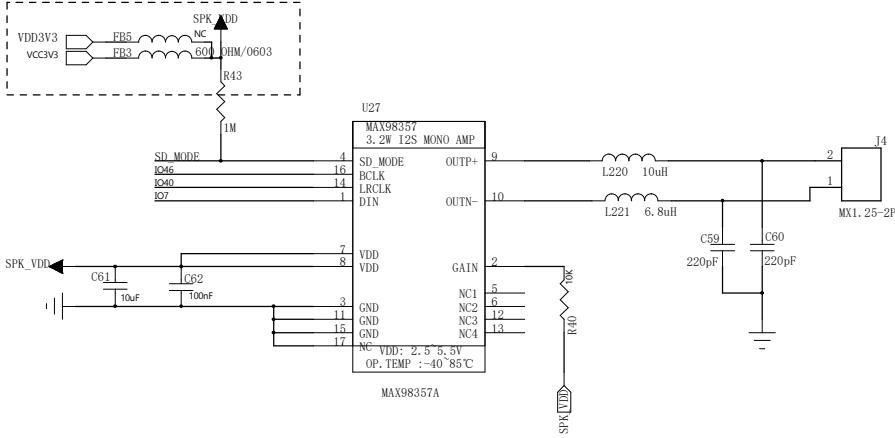 SPK_VDD
VDD3V3
FB5
NC
VCC3V3
FB3
600 OHM/0603
R43
1M
U27
MAX98357
3.2W I2S MONO AMP
J4
SD_MODE
4
SD_MODE
OUTP+
9
L220
10uH
2
IO46
16
BCLK
IO40
14
LRCLK
1
IO7
1
DIN
OUTN-
10
L221
6.8uH
MX1.25-2P
C59
220pF
C60
220pF
7
VDD
SPK_VDD
8
VDD
GAIN
2
C61
10uF
C62
100nF
10K
R40
NC1
5
3
GND
NC2
6
11
GND
NC3
12
15
GND
NC4
13
17
NC
VDD: 2.5~5.5V
OP.TEMP :-40~85℃
MAX98357A
SPK_VDD